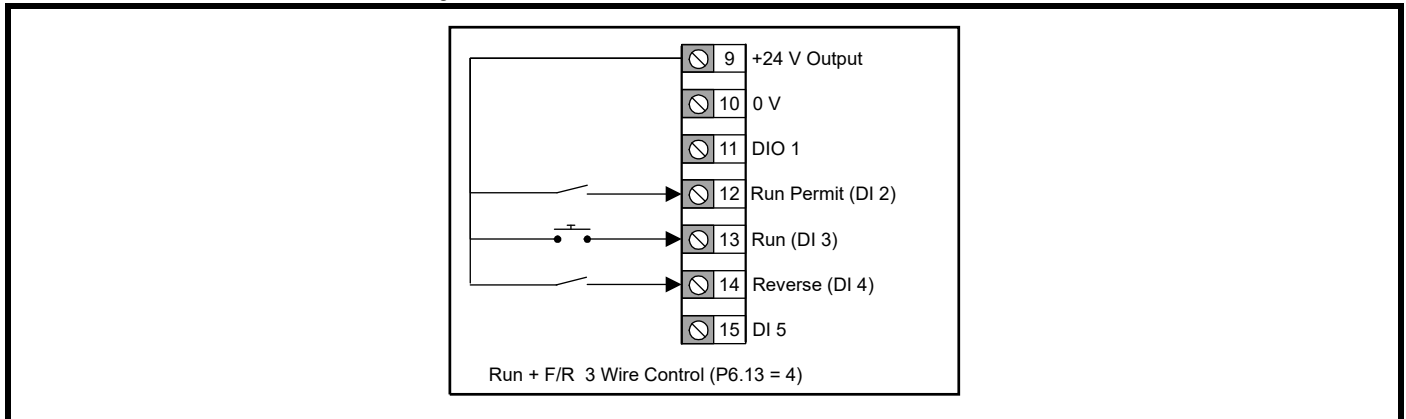 9 +24 V Output
10 0 V
11 DIO 1
12 Run Permit (DI 2)
13 Run (DI 3)
14 Reverse (DI 4)
15 DI 5
Run + F/R 3 Wire Control (P6.13 = 4)